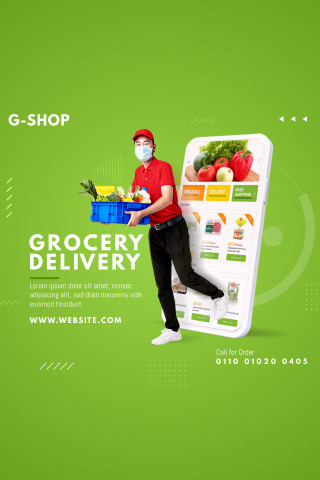 G-SHOP
GROCERY
DELIVERY
Lorem ipsum dolor sit amet, consec
adipiscing elit, sed diam nonummy nibh
euismod tincidunt
WWW.WEBSITE.COM
Call for Order
0110 01020 0405